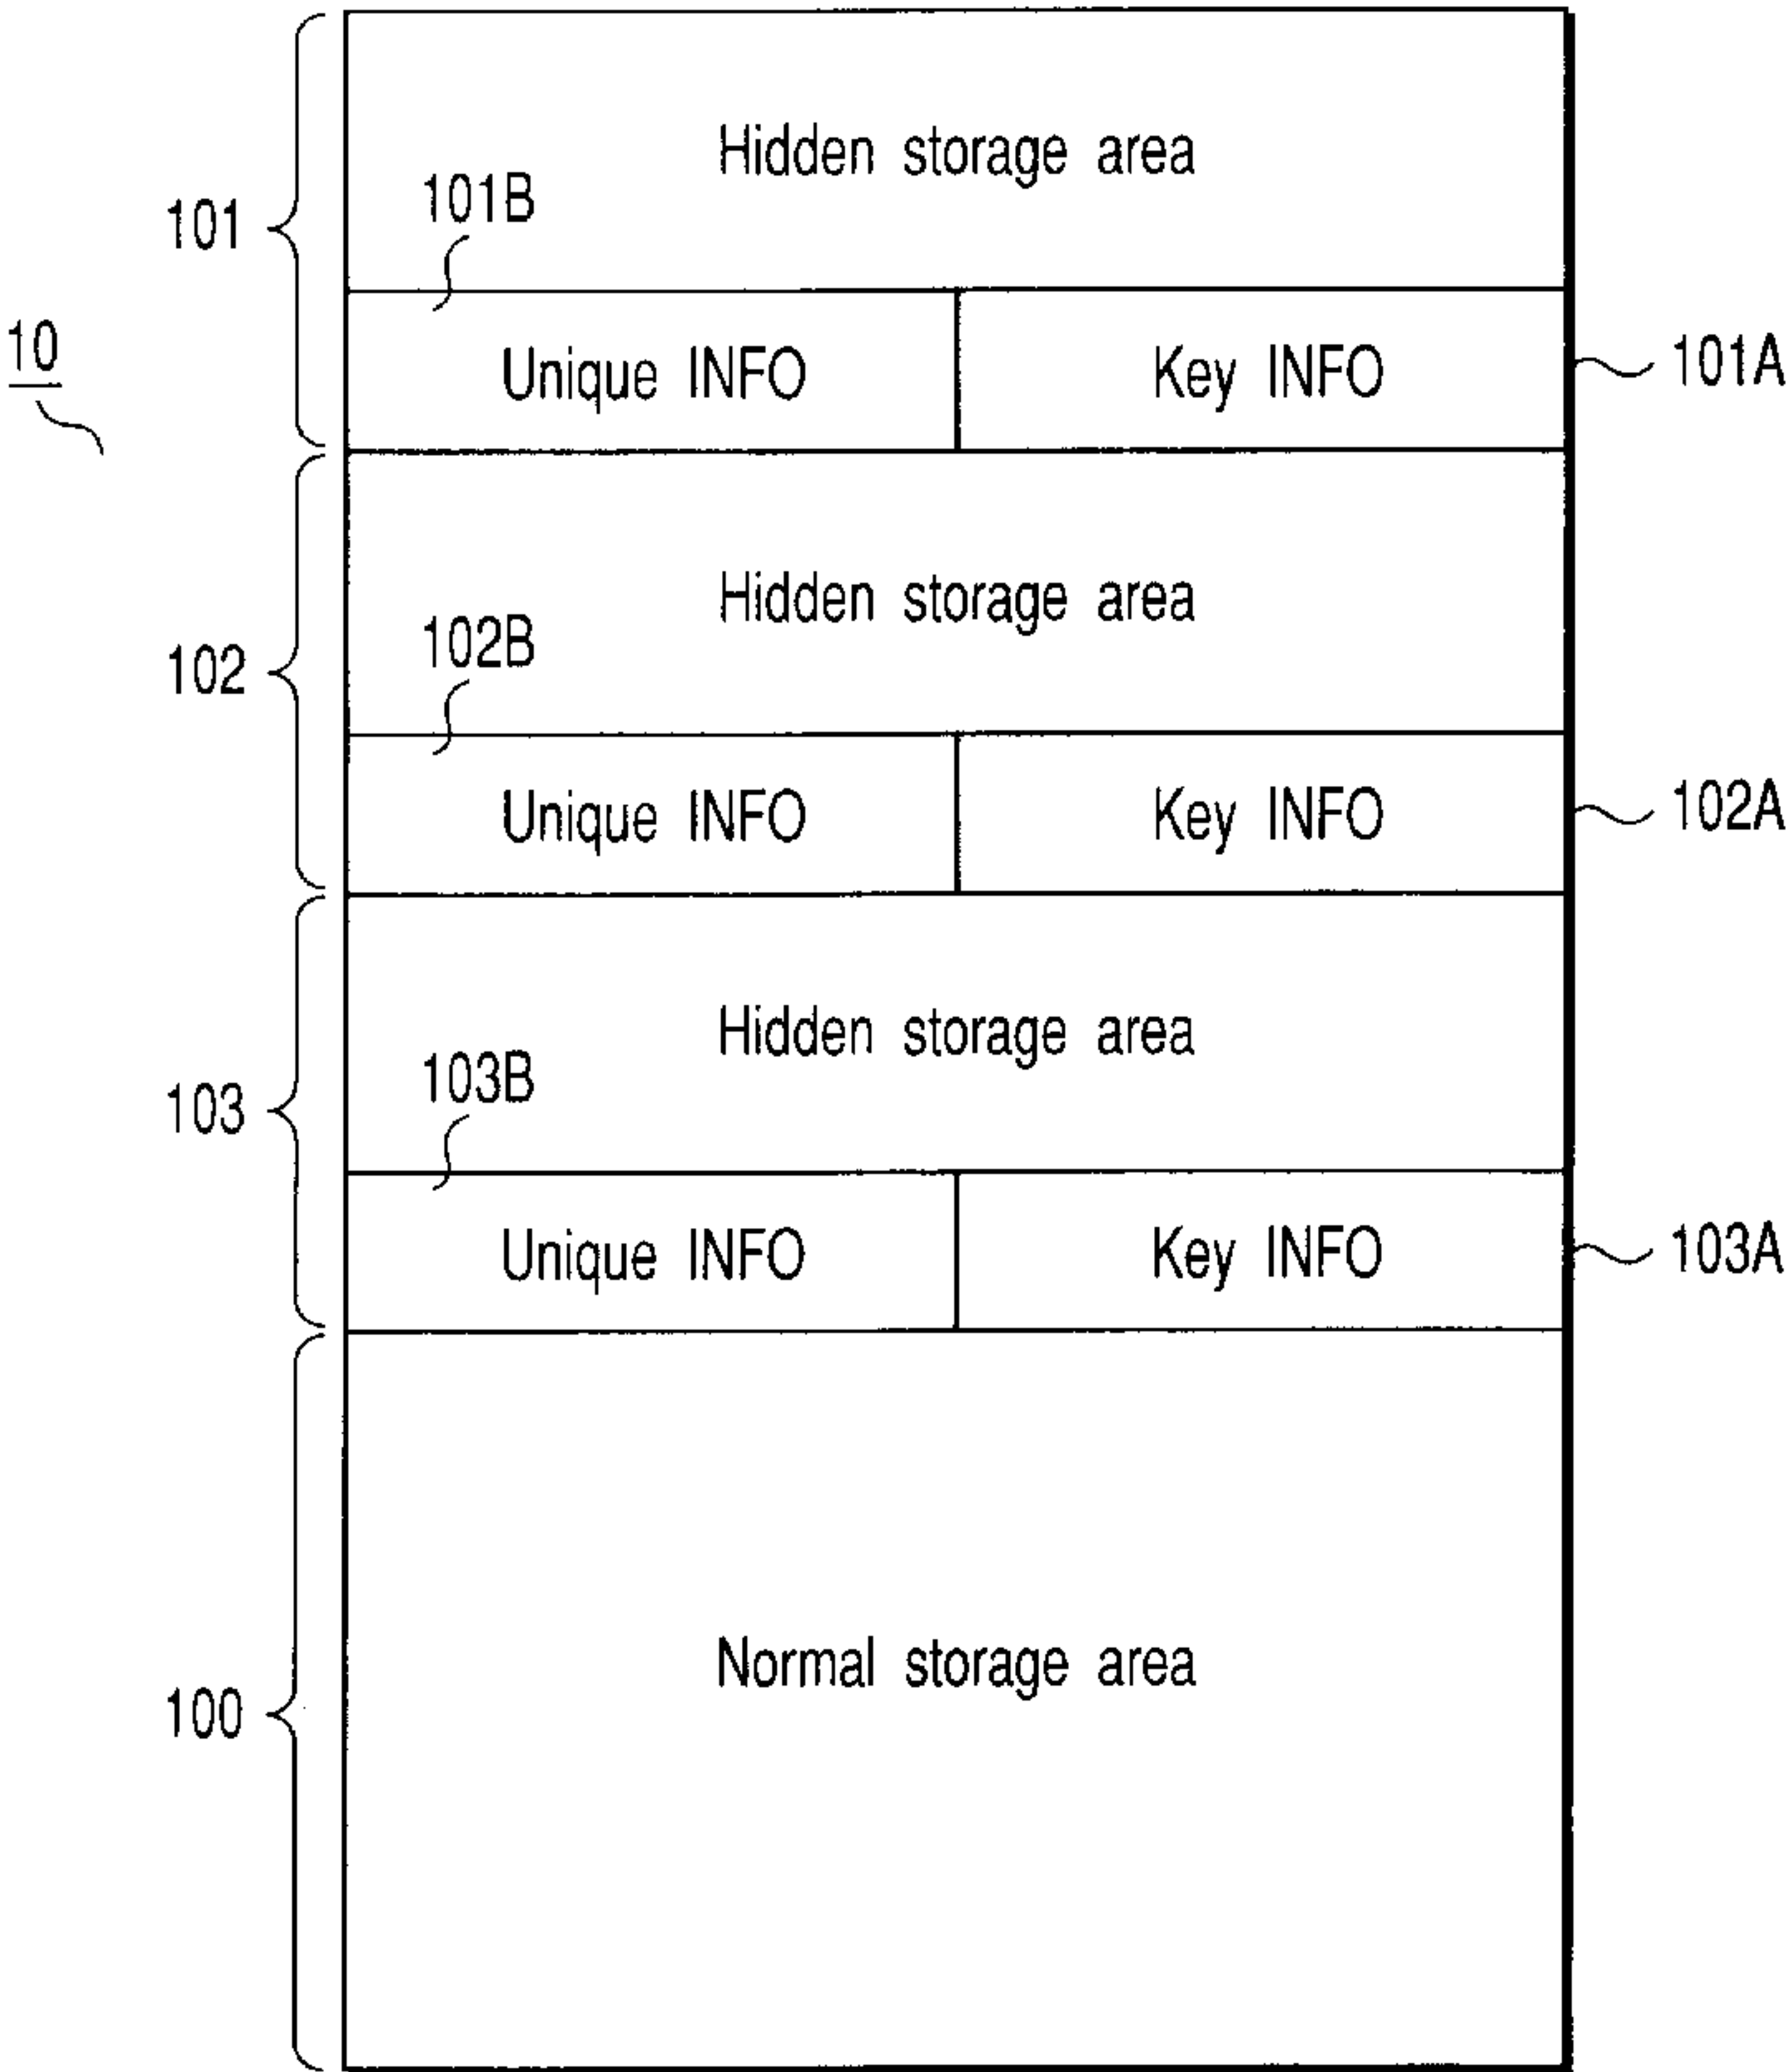 Hidden storage area
101B
101
10
Unique INFO
Key INFO
101A
Hidden storage area
102B
102
Unique INFO
Key INFO
102A
Hidden storage area
103B
103
Unique INFO
Key INFO
103A
Normal storage area
100